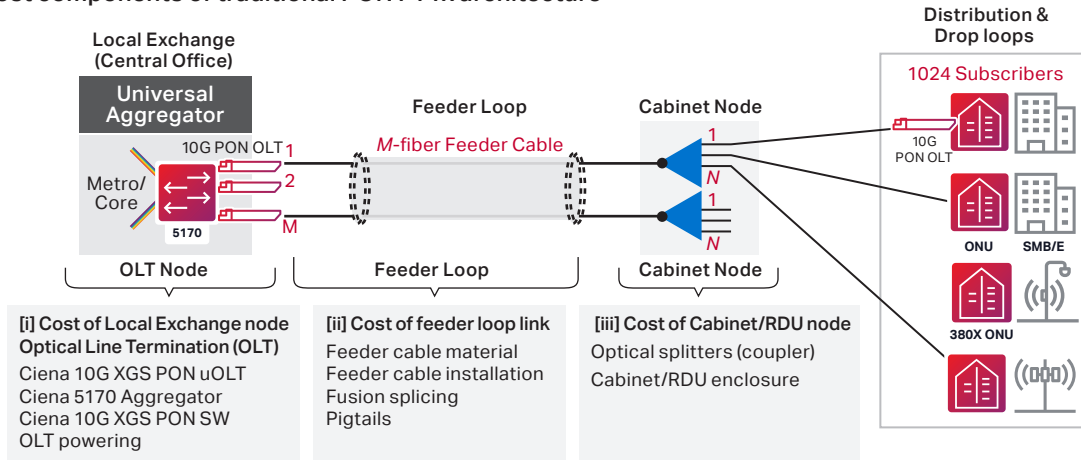 Distribution &
Drop loops
Local Exchange
(Central Office)
Universal
Aggregator
Feeder Loop
Cabinet Node
1024 Subscribers
10G PON OLT
1
2
M
M-fiber Feeder Cable
1
N
1
N
10G
PON OLT
Metro/
Core
5170
ONU
SMB/E
380X ONU
OLT Node
Feeder Loop
Cabinet Node
[i] Cost of Local Exchange node
Optical Line Termination (OLT)
Ciena 10G XGS PON uOLT
Ciena 5170 Aggregator
Ciena 10G XGS PON SW
OLT powering
[ii] Cost of feeder loop link
Feeder cable material
Feeder cable installation
Fusion splicing
Pigtails
[iii] Cost of Cabinet/RDU node
Optical splitters (coupler)
Cabinet/RDU enclosure